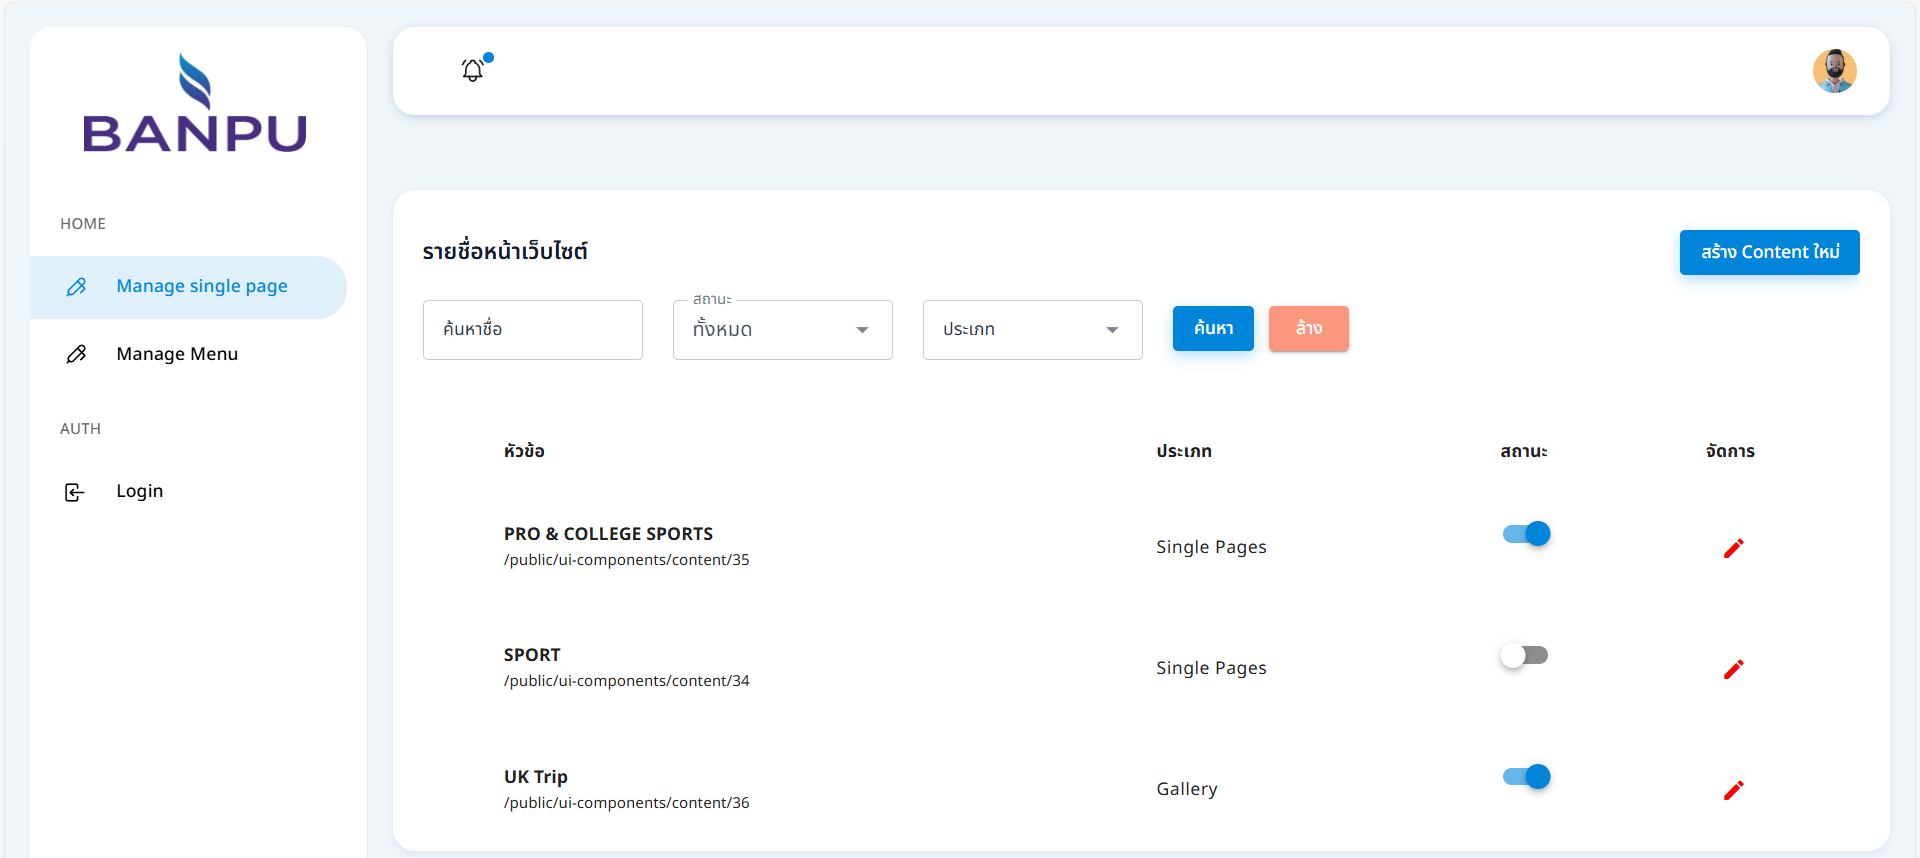 BANPU
HOME
Manage single page
Manage Menu
AUTH
Login
รายชื่อหน้าเว็บไซต์
สร้าง Content ใหม่
ค้นหาชื่อ
สถานะ
ทั้งหมด
ประเภท
ค้นหา
ล้าง
หัวข้อ ประเภท สถานะ จัดการ
PRO & COLLEGE SPORTS
/public/ui-components/content/35
Single Pages
SPORT
/public/ui-components/content/34
Single Pages
UK Trip
/public/ui-components/content/36
Gallery